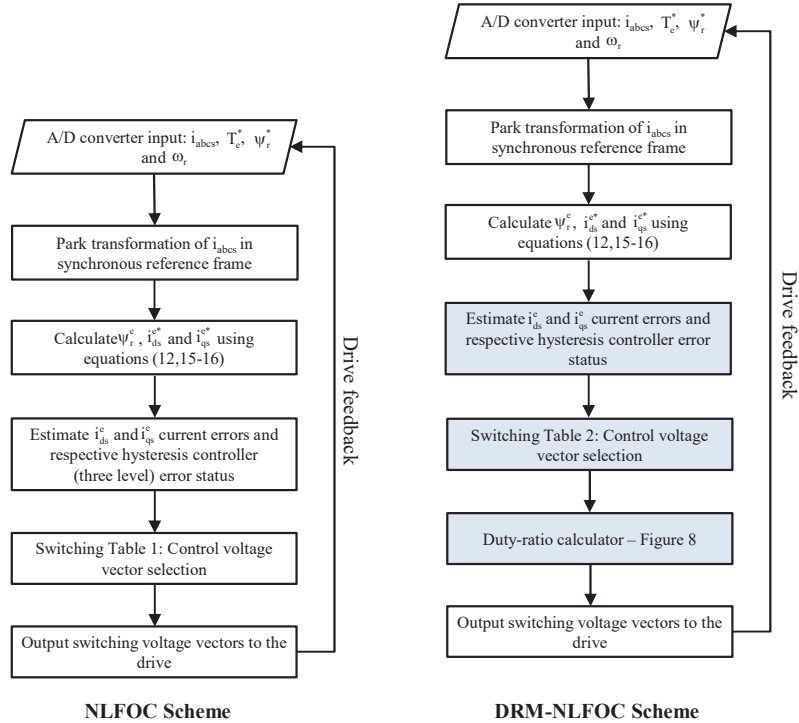 A/D converter input: i_abcs, T_e^*, ψ_r^*
and ω_r
Park transformation of i_abcs in
synchronous reference frame
Calculate ψ_r^e, i_ds^e* and i_qs^e* using
equations (12,15-16)
Estimate i_ds^e and i_qs^e current errors and
respective hysteresis controller
(three level) error status
Switching Table 1: Control voltage
vector selection
Output switching voltage vectors to the
drive
Drive feedback
NLFOC Scheme
A/D converter input: i_abcs, T_e^*, ψ_r^*
and ω_r
Park transformation of i_abcs in
synchronous reference frame
Calculate ψ_r^e, i_ds^e* and i_qs^e* using
equations (12,15-16)
Estimate i_ds^e and i_qs^e current errors and
respective hysteresis controller error
status
Switching Table 2: Control voltage
vector selection
Duty-ratio calculator – Figure 8
Output switching voltage vectors to the
drive
Drive feedback
DRM-NLFOC Scheme